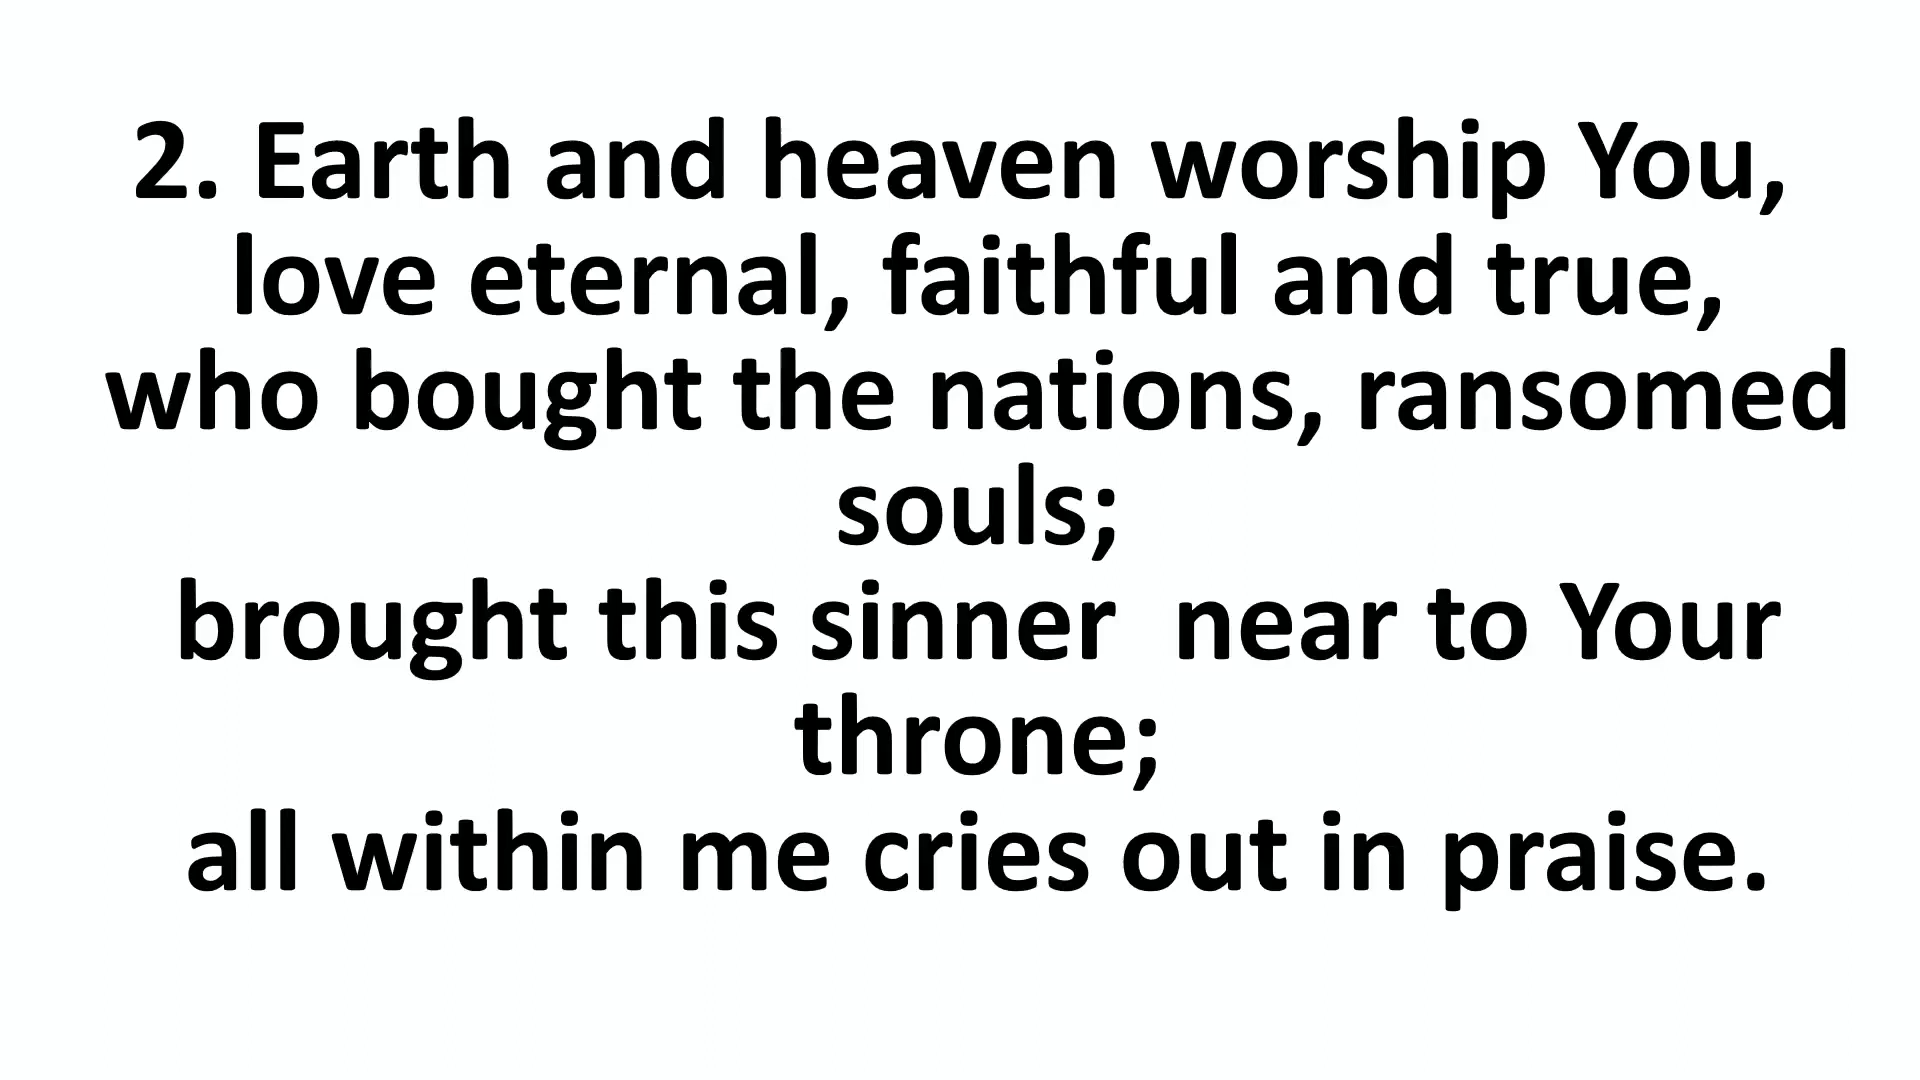 2. Earth and heaven worship You,
love eternal, faithful and true,
who bought the nations, ransomed
souls;
brought this sinner  near to Your
throne;
all within me cries out in praise.